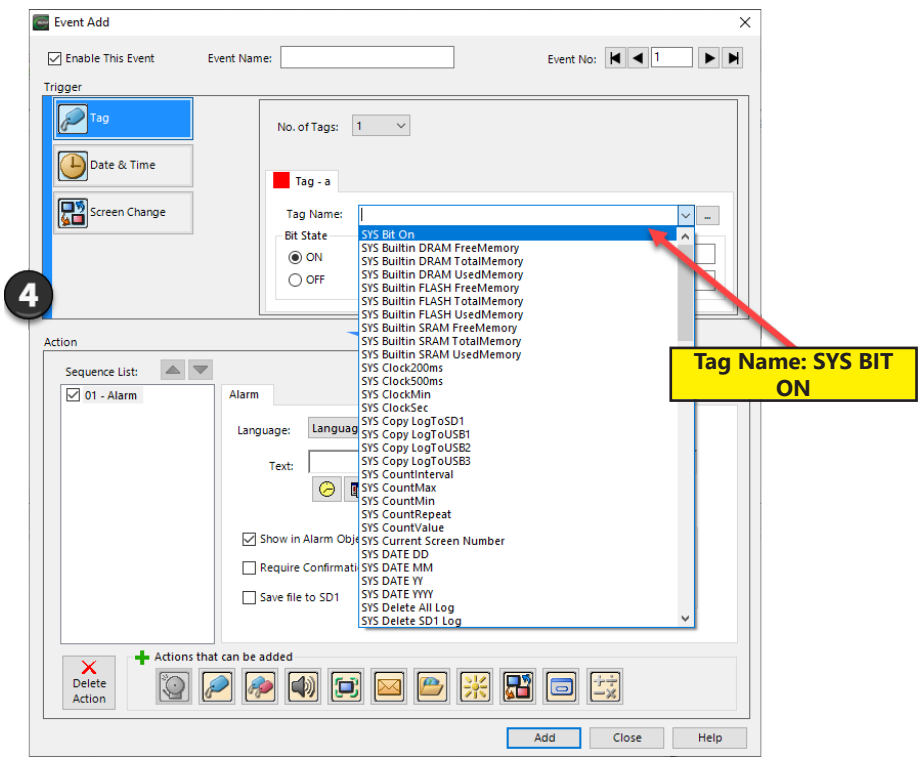 Event Add
Enable This Event
Event Name:
Event No:
1
Trigger
Tag
Date & Time
Screen Change
No. of Tags:
1
Tag - a
Tag Name:
...
Bit State
ON
OFF
SYS Bit On
SYS Builtin DRAM FreeMemory
SYS Builtin DRAM TotalMemory
SYS Builtin DRAM UsedMemory
SYS Builtin FLASH FreeMemory
SYS Builtin FLASH TotalMemory
SYS Builtin FLASH UsedMemory
SYS Builtin SRAM FreeMemory
SYS Builtin SRAM TotalMemory
SYS Builtin SRAM UsedMemory
SYS Clock200ms
SYS Clock500ms
SYS ClockMin
SYS ClockSec
SYS Copy LogToSD1
SYS Copy LogToUSB1
SYS Copy LogToUSB2
SYS Copy LogToUSB3
SYS CountInterval
SYS CountMax
SYS CountMin
SYS CountRepeat
SYS CountValue
SYS Current Screen Number
SYS DATE DD
SYS DATE MM
SYS DATE YY
SYS DATE YYYY
SYS Delete All Log
SYS Delete SD1 Log
4
Tag Name: SYS BIT
ON
Action
Sequence List:
01 - Alarm
Alarm
Language:
Languag
Text:
Show in Alarm Obje
Require Confirmati
Save file to SD1
Delete
Action
Actions that can be added
Add
Close
Help